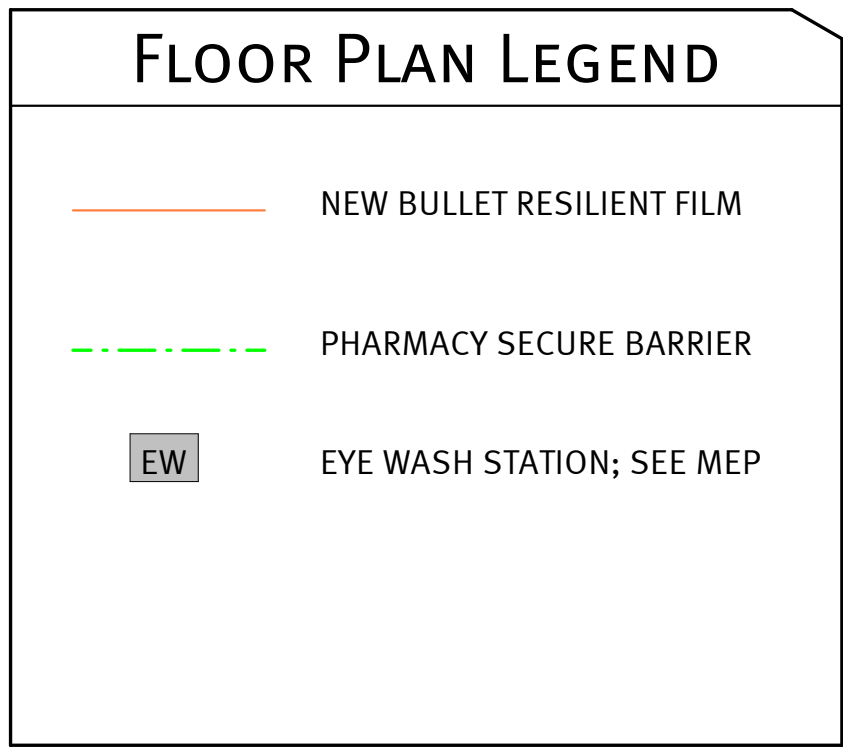 FLOOR PLAN LEGEND
NEW BULLET RESILIENT FILM
PHARMACY SECURE BARRIER
EW EYE WASH STATION; SEE MEP